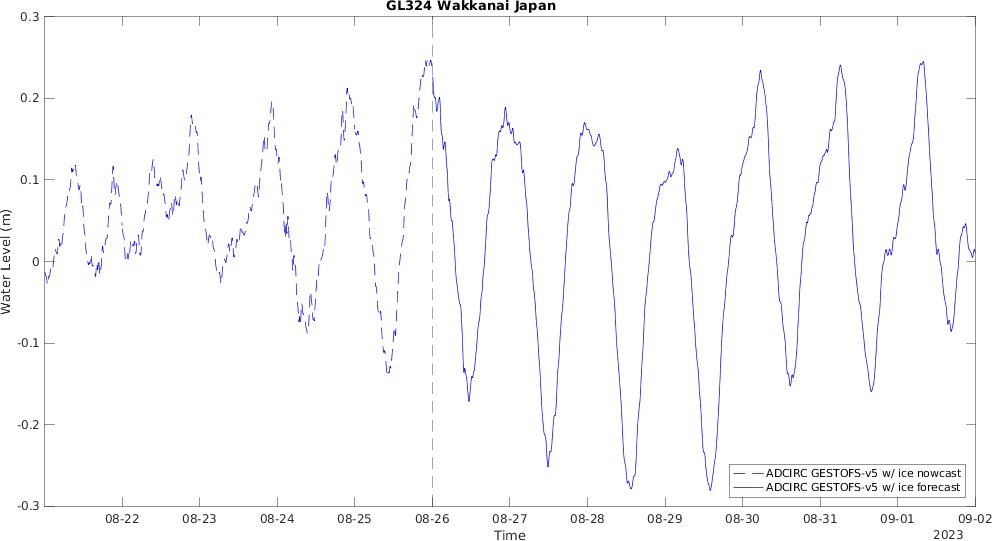 GL324 Wakkanai Japan
Water Level (m)
0.3
0.2
0.1
0
-0.1
-0.2
-0.3
ADCIRC GESTOFS-v5 w/ ice nowcast
ADCIRC GESTOFS-v5 w/ ice forecast
08-22 08-23 08-24 08-25 08-26 08-27 08-28 08-29 08-30 08-31 09-01 09-02
Time
2023